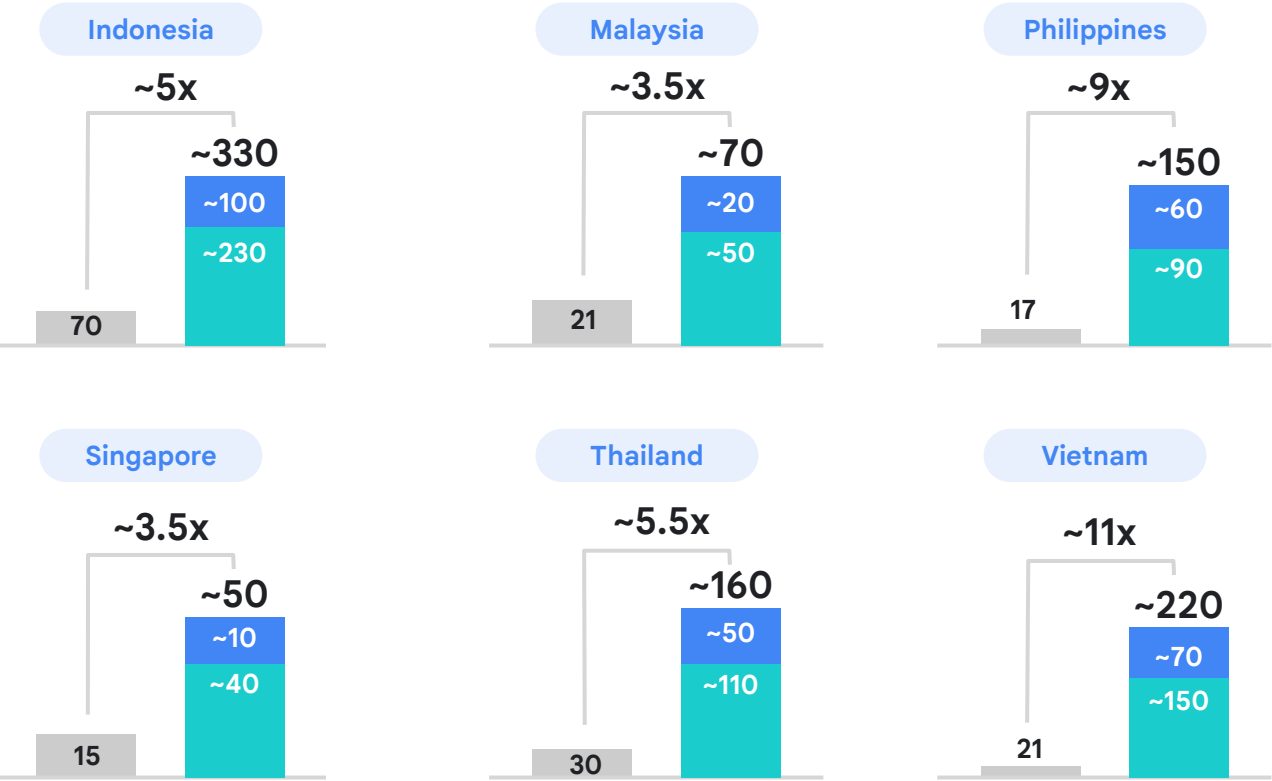 Indonesia
~5x
~330
~100
~230
70
Malaysia
~3.5x
~70
~20
~50
21
Philippines
~9x
~150
~60
~90
17
Singapore
~3.5x
~50
~10
~40
15
Thailand
~5.5x
~160
~50
~110
30
Vietnam
~11x
~220
~70
~150
21